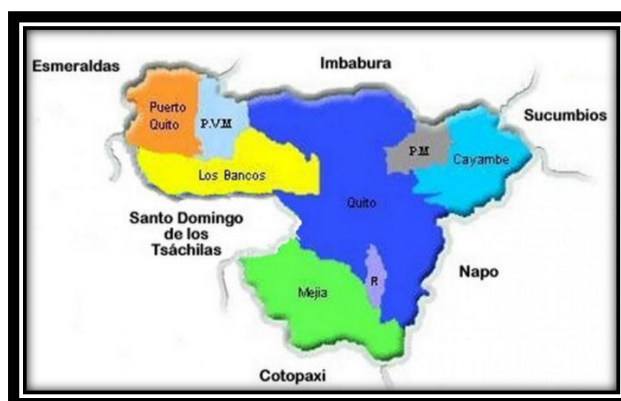 Esmeraldas
Imbabura
Sucumbios
Puerto
Quito
P.V.M
P.M
Cayambe
Los Bancos
Quito
Santo Domingo
de los
Tsáchilas
Napo
Mejia
R
Cotopaxi